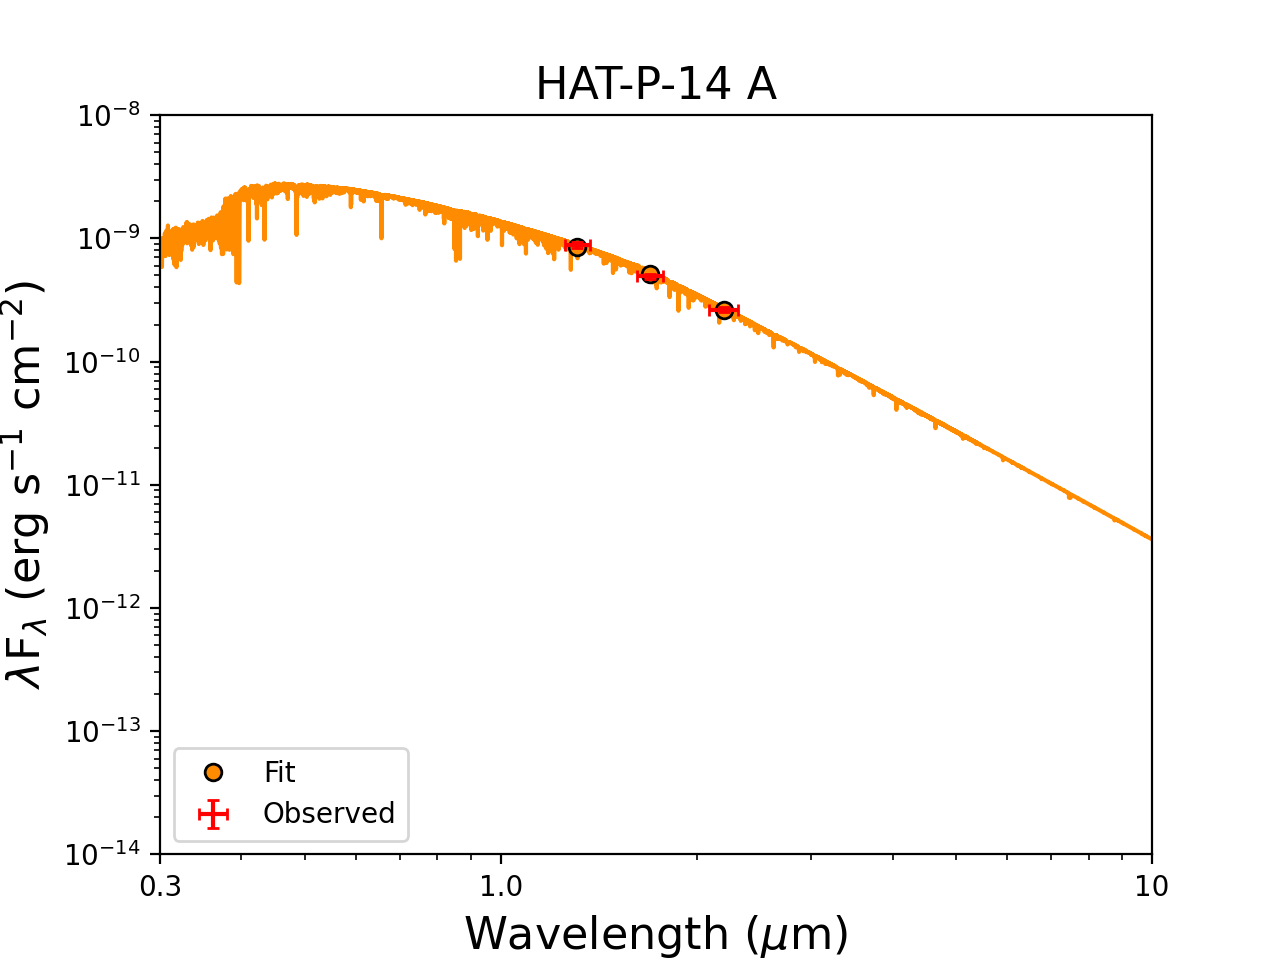 HAT-P-14 A
10⁻⁸
10⁻⁹
10⁻¹⁰
10⁻¹¹
10⁻¹²
10⁻¹³
10⁻¹⁴
λF_λ (erg s⁻¹ cm⁻²)
Fit
Observed
0.3 1.0 10
Wavelength (μm)